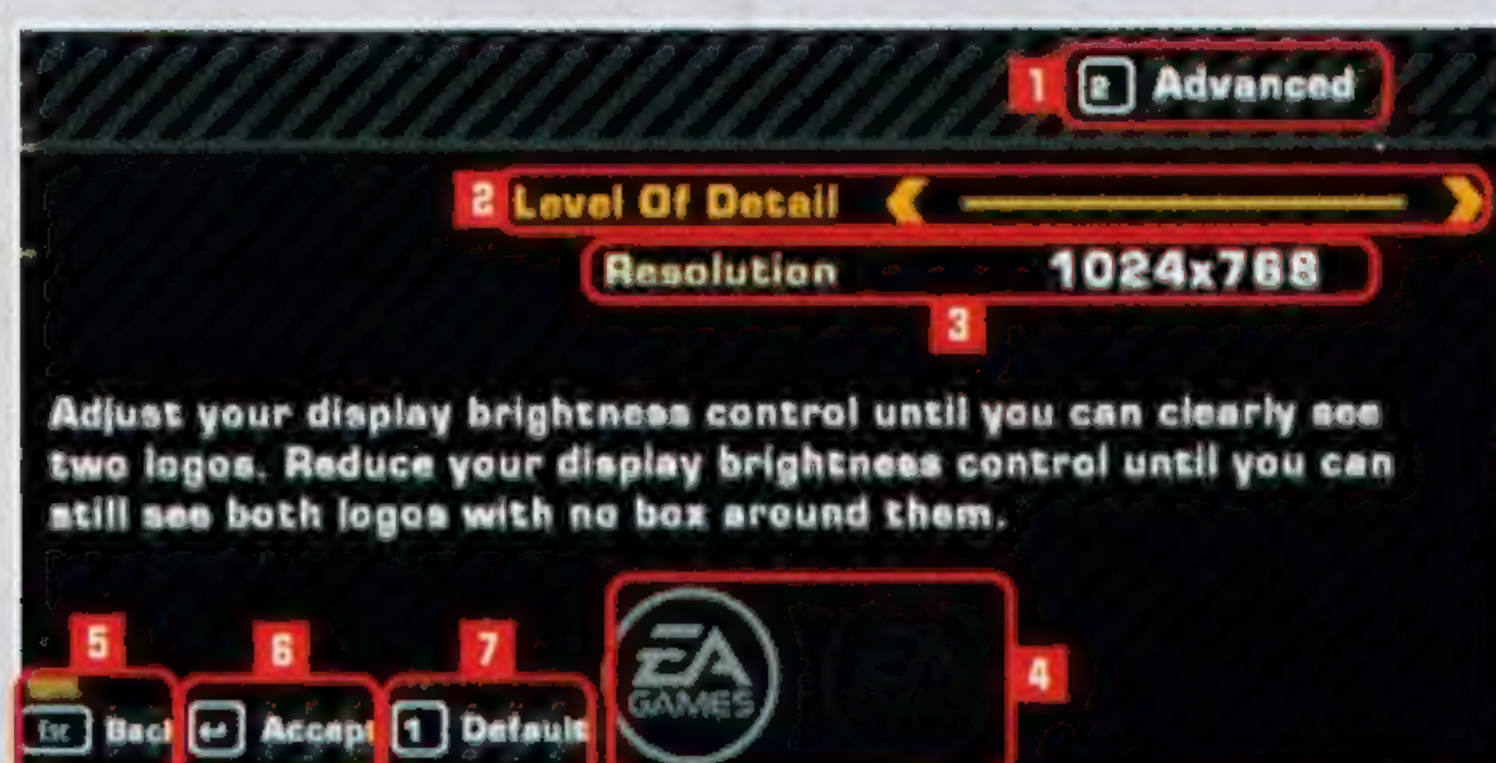 1 2 Advanced
2 Level Of Detail
Resolution 1024x768
3
Adjust your display brightness control until you can clearly see
two logos. Reduce your display brightness control until you can
still see both logos with no box around them.
5 6 7
EA
GAMES
4
Esc Back Accept 1 Default